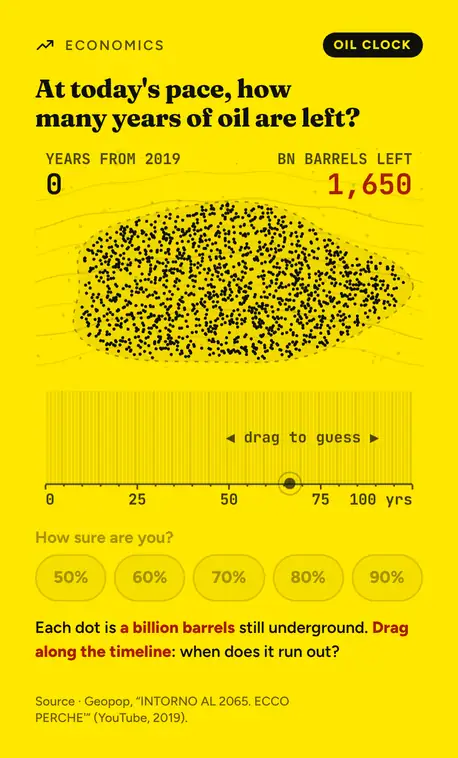 ECONOMICS
OIL CLOCK
At today's pace, how
many years of oil are left?
YEARS FROM 2019
0
BN BARRELS LEFT
1,650
◄ drag to guess ►
0 25 50 75 100 yrs
How sure are you?
50% 60% 70% 80% 90%
Each dot is a billion barrels still underground. Drag
along the timeline: when does it run out?
Source · Geopop, “INTORNO AL 2065. ECCO
PERCHE'” (YouTube, 2019).